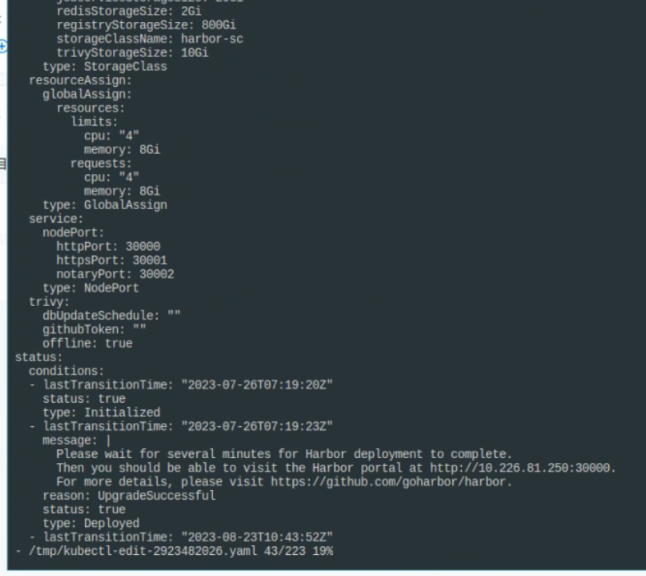 redisStorageSize: 2Gi
registryStorageSize: 800Gi
storageClassName: harbor-sc
trivyStorageSize: 10Gi
type: StorageClass
resourceAssign:
globalAssign:
resources:
limits:
cpu: "4"
memory: 8Gi
requests:
cpu: "4"
memory: 8Gi
type: GlobalAssign
service:
nodePort:
httpPort: 30000
httpsPort: 30001
notaryPort: 30002
type: NodePort
trivy:
dbUpdateSchedule: ""
githubToken: ""
offline: true
status:
conditions:
- lastTransitionTime: "2023-07-26T07:19:20Z"
status: true
type: Initialized
- lastTransitionTime: "2023-07-26T07:19:23Z"
message: |
Please wait for several minutes for Harbor deployment to complete.
Then you should be able to visit the Harbor portal at http://10.226.81.250:30000.
For more details, please visit https://github.com/goharbor/harbor.
reason: UpgradeSuccessful
status: true
type: Deployed
- lastTransitionTime: "2023-08-23T10:43:52Z"
- /tmp/kubectl-edit-2923482026.yaml 43/223 19%